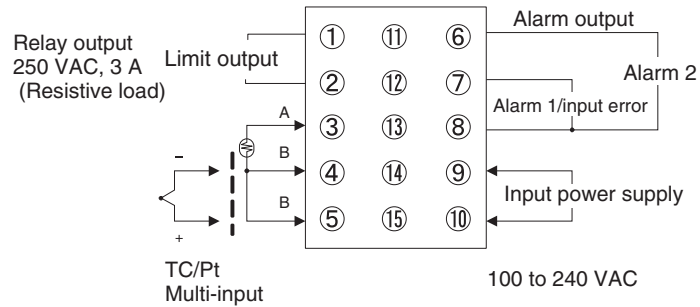 Relay output
250 VAC, 3 A
(Resistive load)
Limit output
① ⑪ ⑥
② ⑫ ⑦
③ ⑬ ⑧
④ ⑭ ⑨
⑤ ⑮ ⑩
A
B
B
−
+
TC/Pt
Multi-input
Alarm output
Alarm 2
Alarm 1/input error
Input power supply
100 to 240 VAC